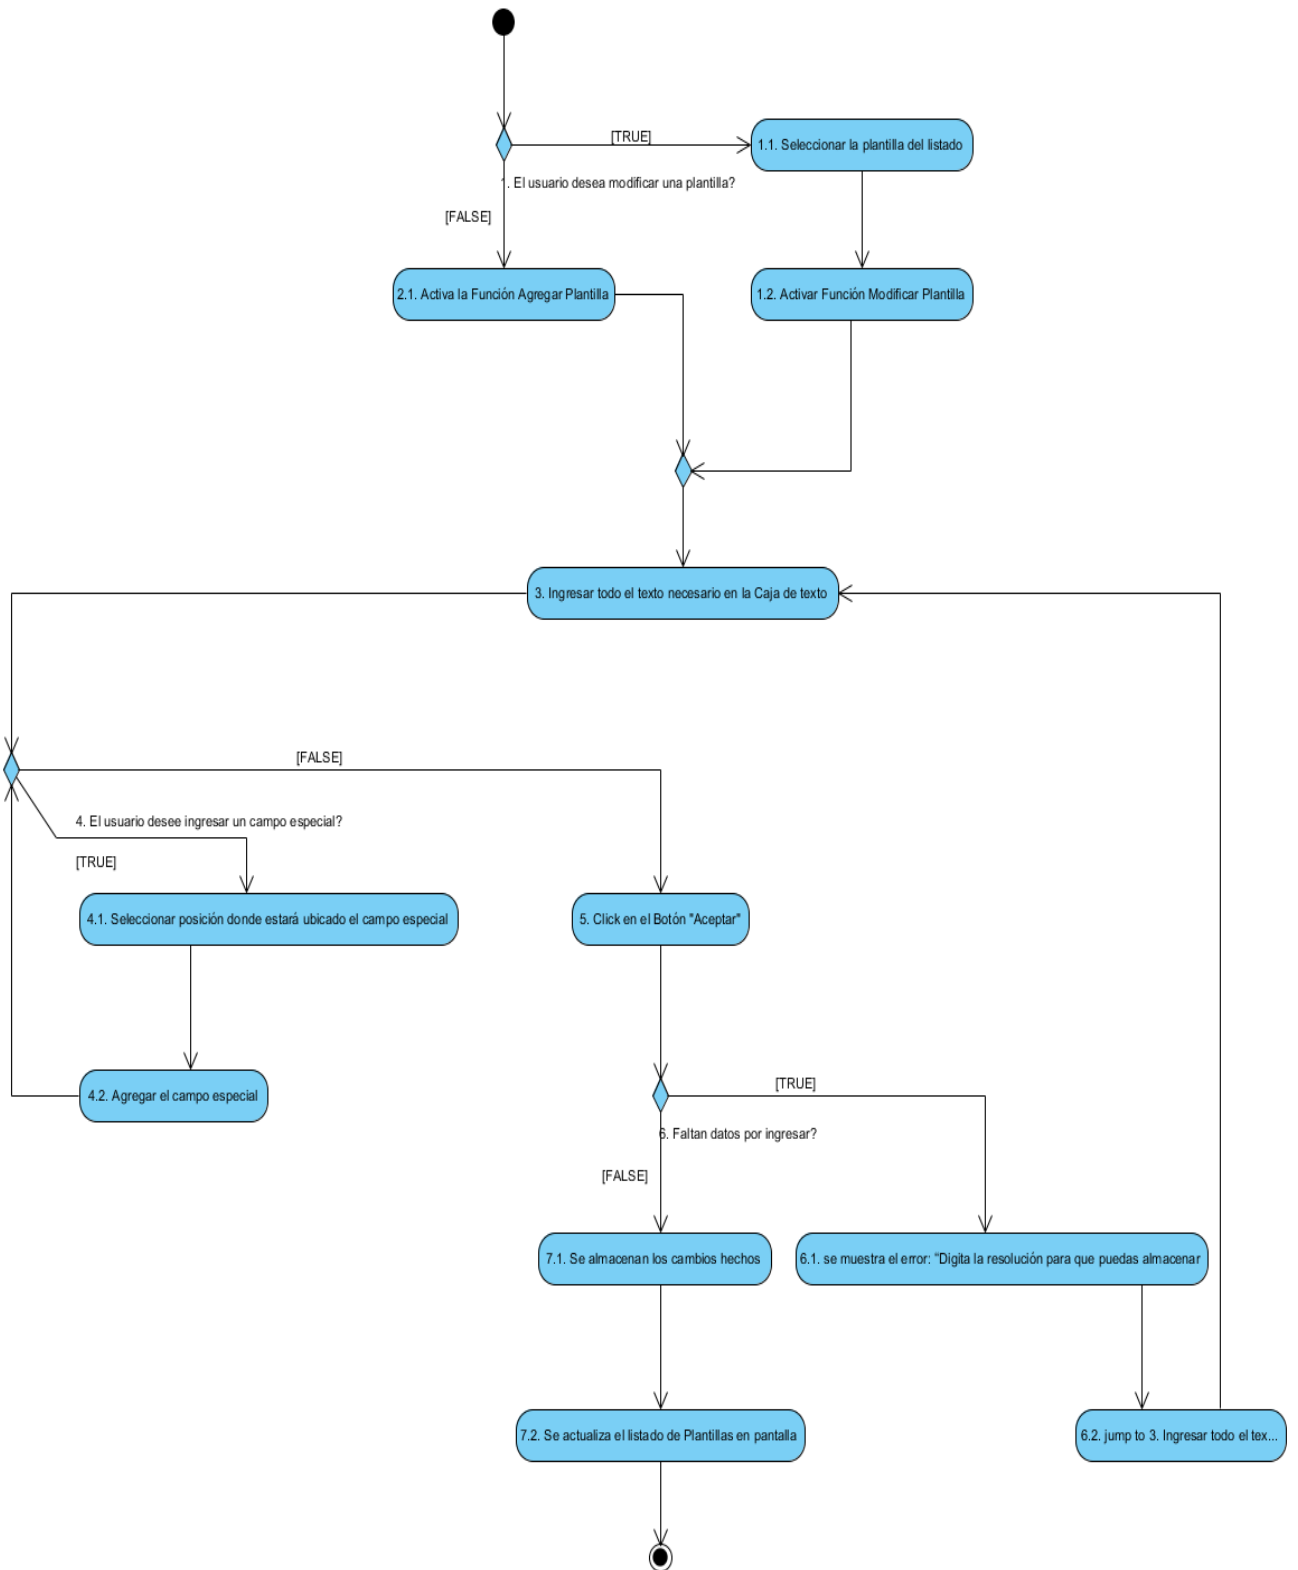 [TRUE]
1.1. Seleccionar la plantilla del listado
1. El usuario desea modificar una plantilla?
[FALSE]
2.1. Activa la Función Agregar Plantilla
1.2. Activar Función Modificar Plantilla
3. Ingresar todo el texto necesario en la Caja de texto
[FALSE]
4. El usuario desee ingresar un campo especial?
[TRUE]
4.1. Seleccionar posición donde estará ubicado el campo especial
5. Click en el Botón "Aceptar"
4.2. Agregar el campo especial
[TRUE]
6. Faltan datos por ingresar?
[FALSE]
7.1. Se almacenan los cambios hechos
6.1. se muestra el error: “Digita la resolución para que puedas almacenar
7.2. Se actualiza el listado de Plantillas en pantalla
6.2. jump to 3. Ingresar todo el tex...